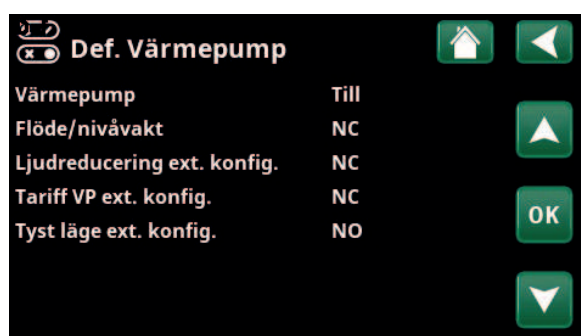 Def. Värmepump
Värmepump Till
Flöde/nivåvakt NC
Ljudreducering ext. konfig. NC
Tariff VP ext. konfig. NC
Tyst läge ext. konfig. NO
OK